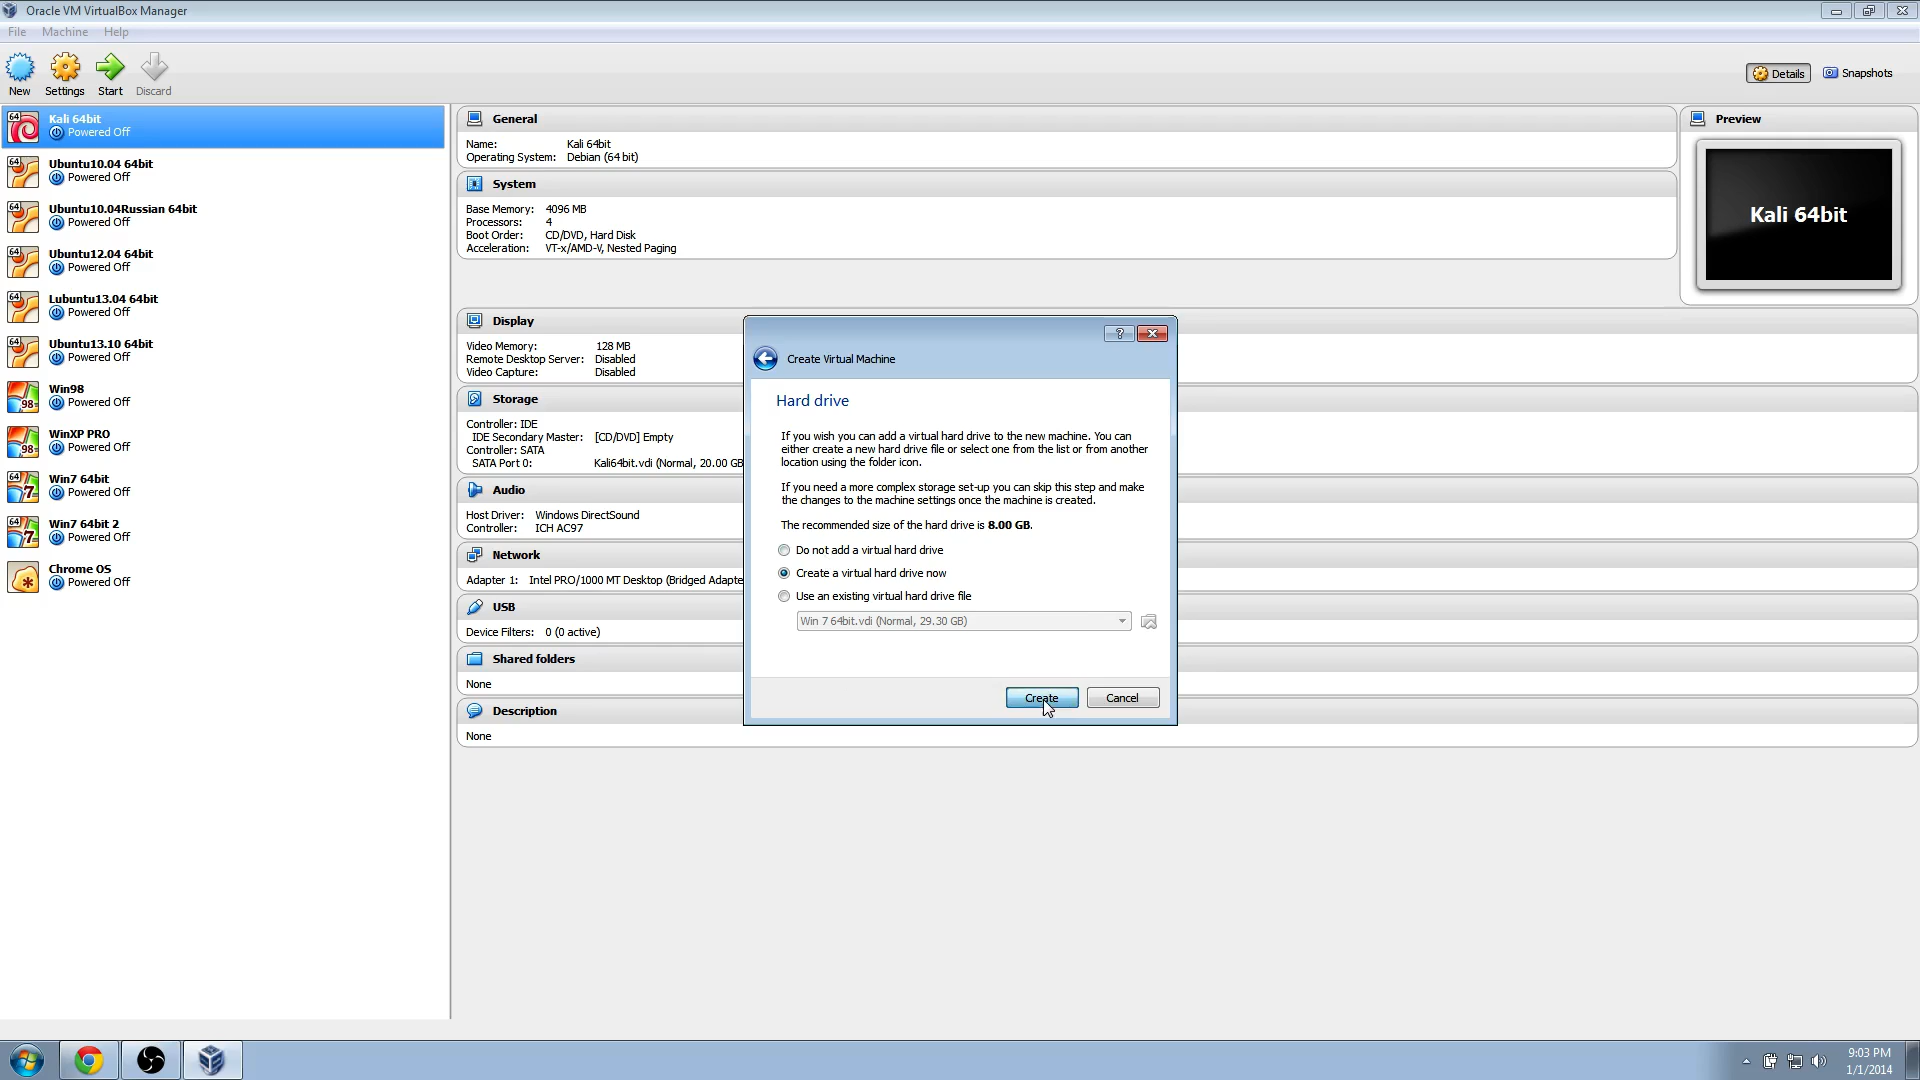 Oracle VM VirtualBox Manager
File Machine Help
New Settings Start Discard
Details Snapshots
64 Kali 64bit
Powered Off
64 Ubuntu10.04 64bit
Powered Off
64 Ubuntu10.04Russian 64bit
Powered Off
64 Ubuntu12.04 64bit
Powered Off
64 Lubuntu13.04 64bit
Powered Off
64 Ubuntu13.10 64bit
Powered Off
98 Win98
Powered Off
98 WinXP PRO
Powered Off
64 7 Win7 64bit
Powered Off
64 7 Win7 64bit 2
Powered Off
Chrome OS
Powered Off
General
Name: Kali 64bit
Operating System: Debian (64 bit)
System
Base Memory: 4096 MB
Processors: 4
Boot Order: CD/DVD, Hard Disk
Acceleration: VT-x/AMD-V, Nested Paging
Preview
Kali 64bit
Display
Video Memory: 128 MB
Remote Desktop Server: Disabled
Video Capture: Disabled
Storage
Controller: IDE
IDE Secondary Master: [CD/DVD] Empty
Controller: SATA
SATA Port 0: Kali64bit.vdi (Normal, 20.00 GB
Audio
Host Driver: Windows DirectSound
Controller: ICH AC97
Network
Adapter 1: Intel PRO/1000 MT Desktop (Bridged Adapte
USB
Device Filters: 0 (0 active)
Shared folders
None
Description
None
?
Create Virtual Machine
Hard drive
If you wish you can add a virtual hard drive to the new machine. You can
either create a new hard drive file or select one from the list or from another
location using the folder icon.
If you need a more complex storage set-up you can skip this step and make
the changes to the machine settings once the machine is created.
The recommended size of the hard drive is 8.00 GB.
Do not add a virtual hard drive
Create a virtual hard drive now
Use an existing virtual hard drive file
Win 7 64bit.vdi (Normal, 29.30 GB)
Create Cancel
9:03 PM
1/1/2014